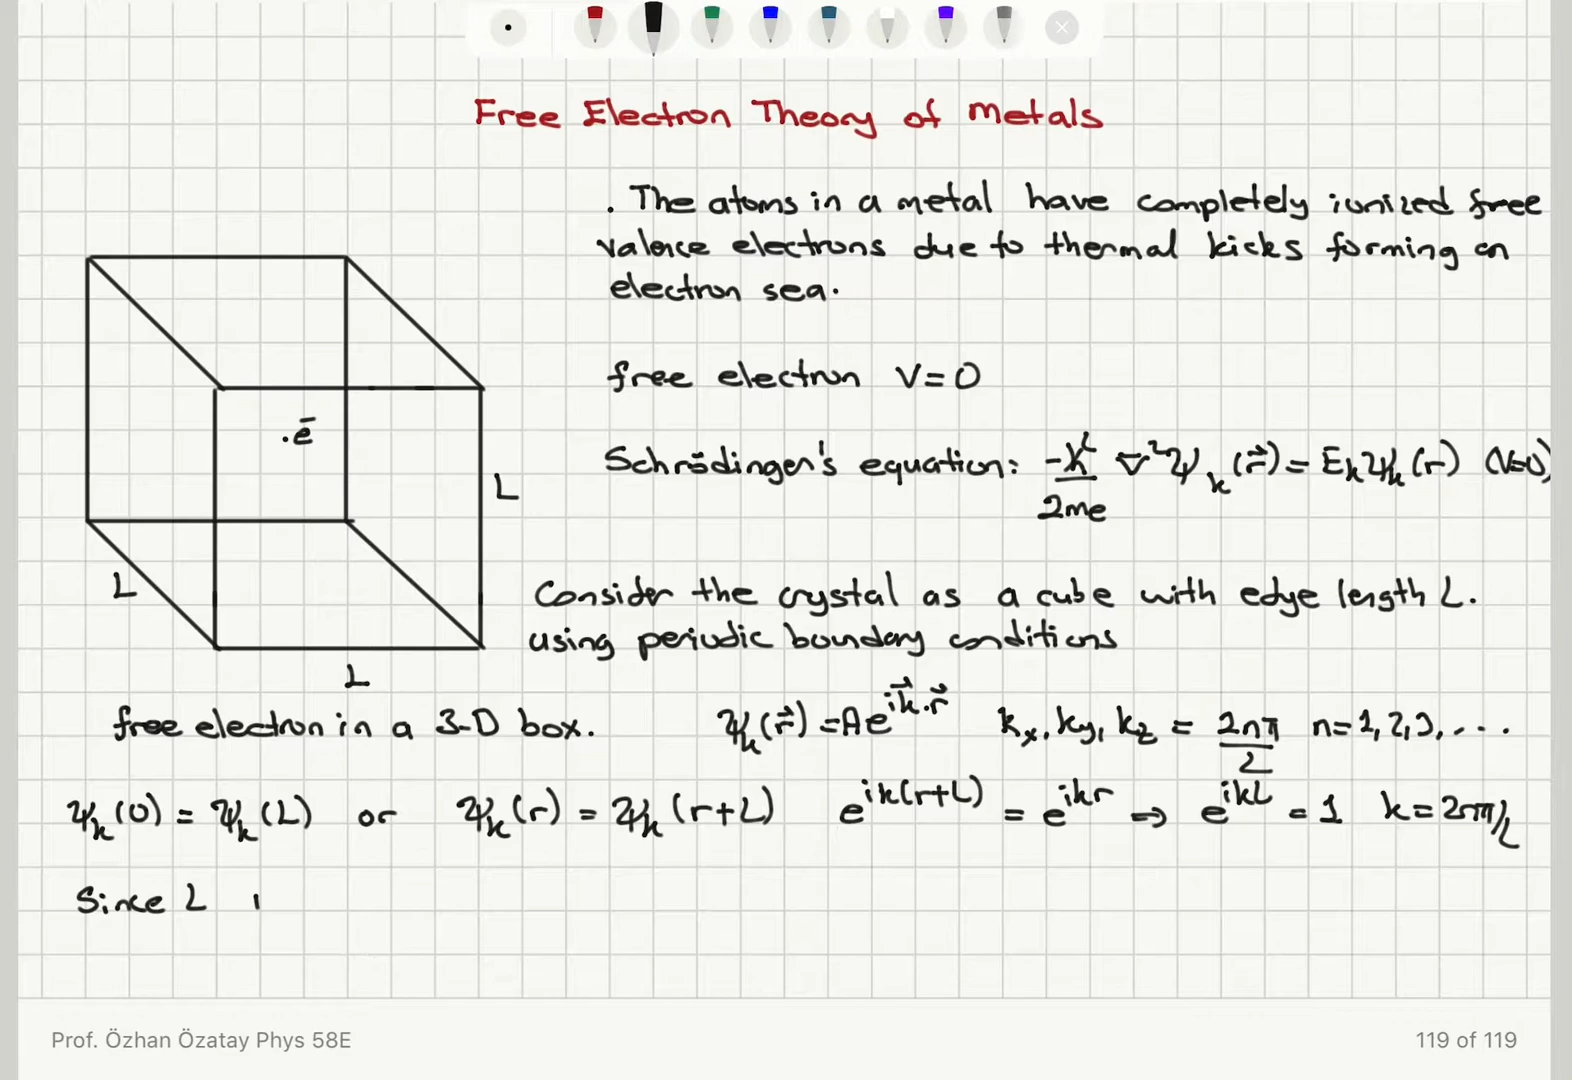 Free Electron Theory of Metals
. The atoms in a metal have completely ionized free
valence electrons due to thermal kicks forming an
electron sea.
free electron V=0
.ē
Schrödinger's equation: -ħ²/2me ∇²ψₖ(r⃗) = Eₖψₖ(r) (V=0)
L
Consider the crystal as a cube with edge length L.
L
using periodic boundary conditions
L
free electron in a 3-D box. ψₖ(r⃗) = Ae^{ik⃗.r⃗} kx, ky, kz = 2nπ/L n=1,2,3,...
ψₖ(0) = ψₖ(L) or ψₖ(r) = ψₖ(r+L) e^{ik(r+L)} = e^{ikr} ⇒ e^{ikL} = 1 k=2nπ/L
Since L
Prof. Özhan Özatay Phys 58E
119 of 119